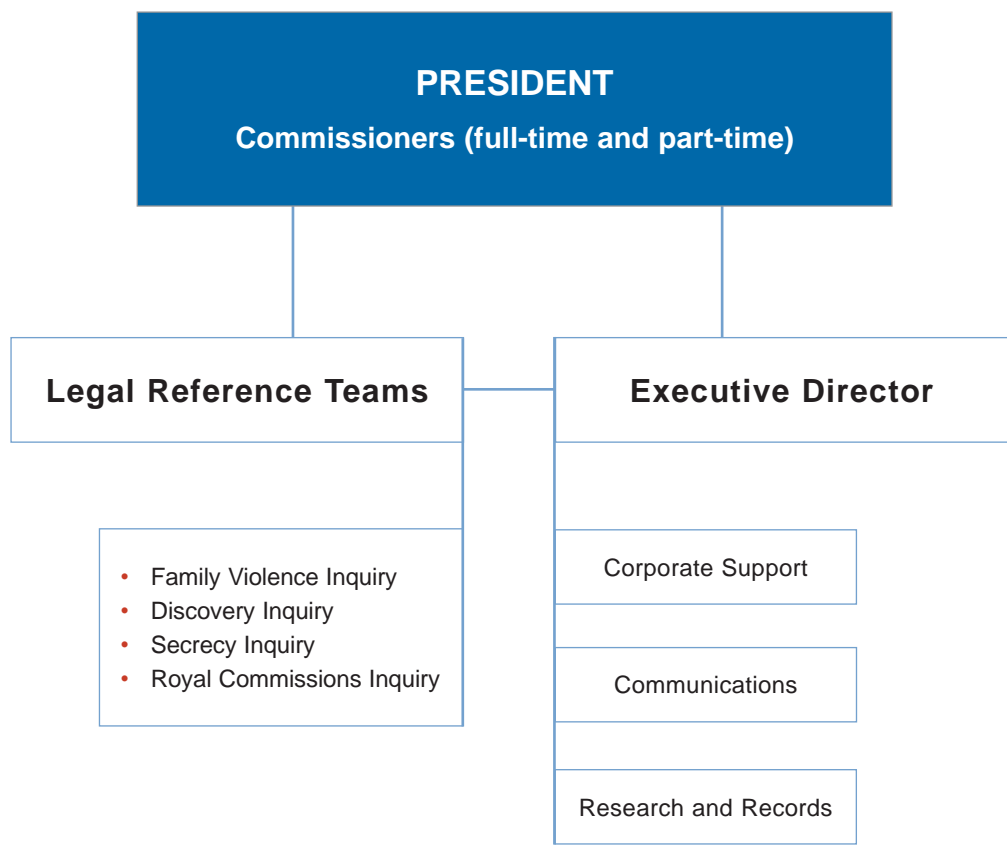 PRESIDENT
Commissioners (full-time and part-time)
Legal Reference Teams
Executive Director
• Family Violence Inquiry
• Discovery Inquiry
• Secrecy Inquiry
• Royal Commissions Inquiry
Corporate Support
Communications
Research and Records